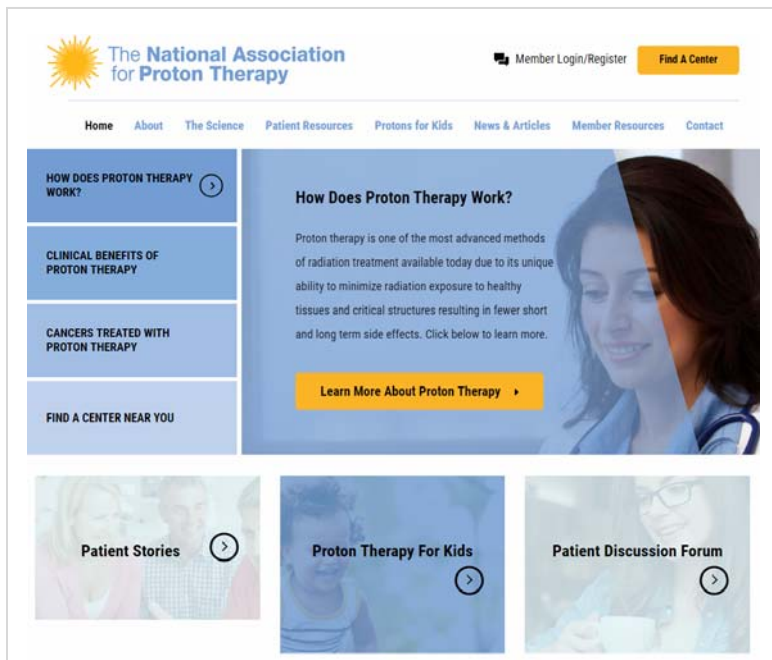 The National Association
for Proton Therapy
Member Login/Register
Find A Center
Home About The Science Patient Resources Protons for Kids News & Articles Member Resources Contact
HOW DOES PROTON THERAPY
WORK?
CLINICAL BENEFITS OF
PROTON THERAPY
CANCERS TREATED WITH
PROTON THERAPY
FIND A CENTER NEAR YOU
How Does Proton Therapy Work?
Proton therapy is one of the most advanced methods
of radiation treatment available today due to its unique
ability to minimize radiation exposure to healthy
tissues and critical structures resulting in fewer short
and long term side effects. Click below to learn more.
Learn More About Proton Therapy
Patient Stories
Proton Therapy For Kids
Patient Discussion Forum